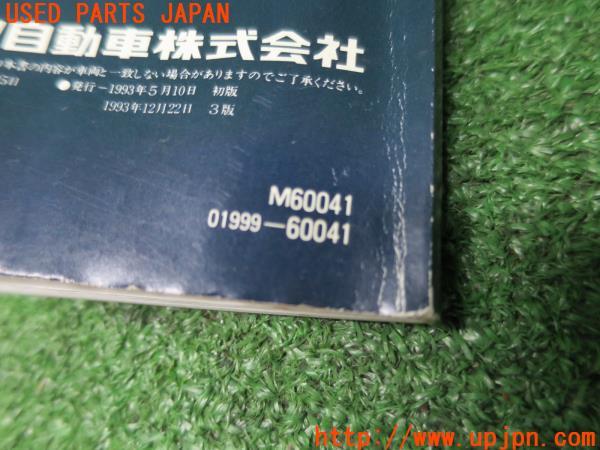 USED PARTS JAPAN
自動車株式会社
本書の内容が車両と一致しない場合がありますのでご了承ください。
5日 ●発行－1993年5月10日 初版
1993年12月22日 3版
M60041
01999－60041
UsedPartsJapan
http://www.upjpn.com/